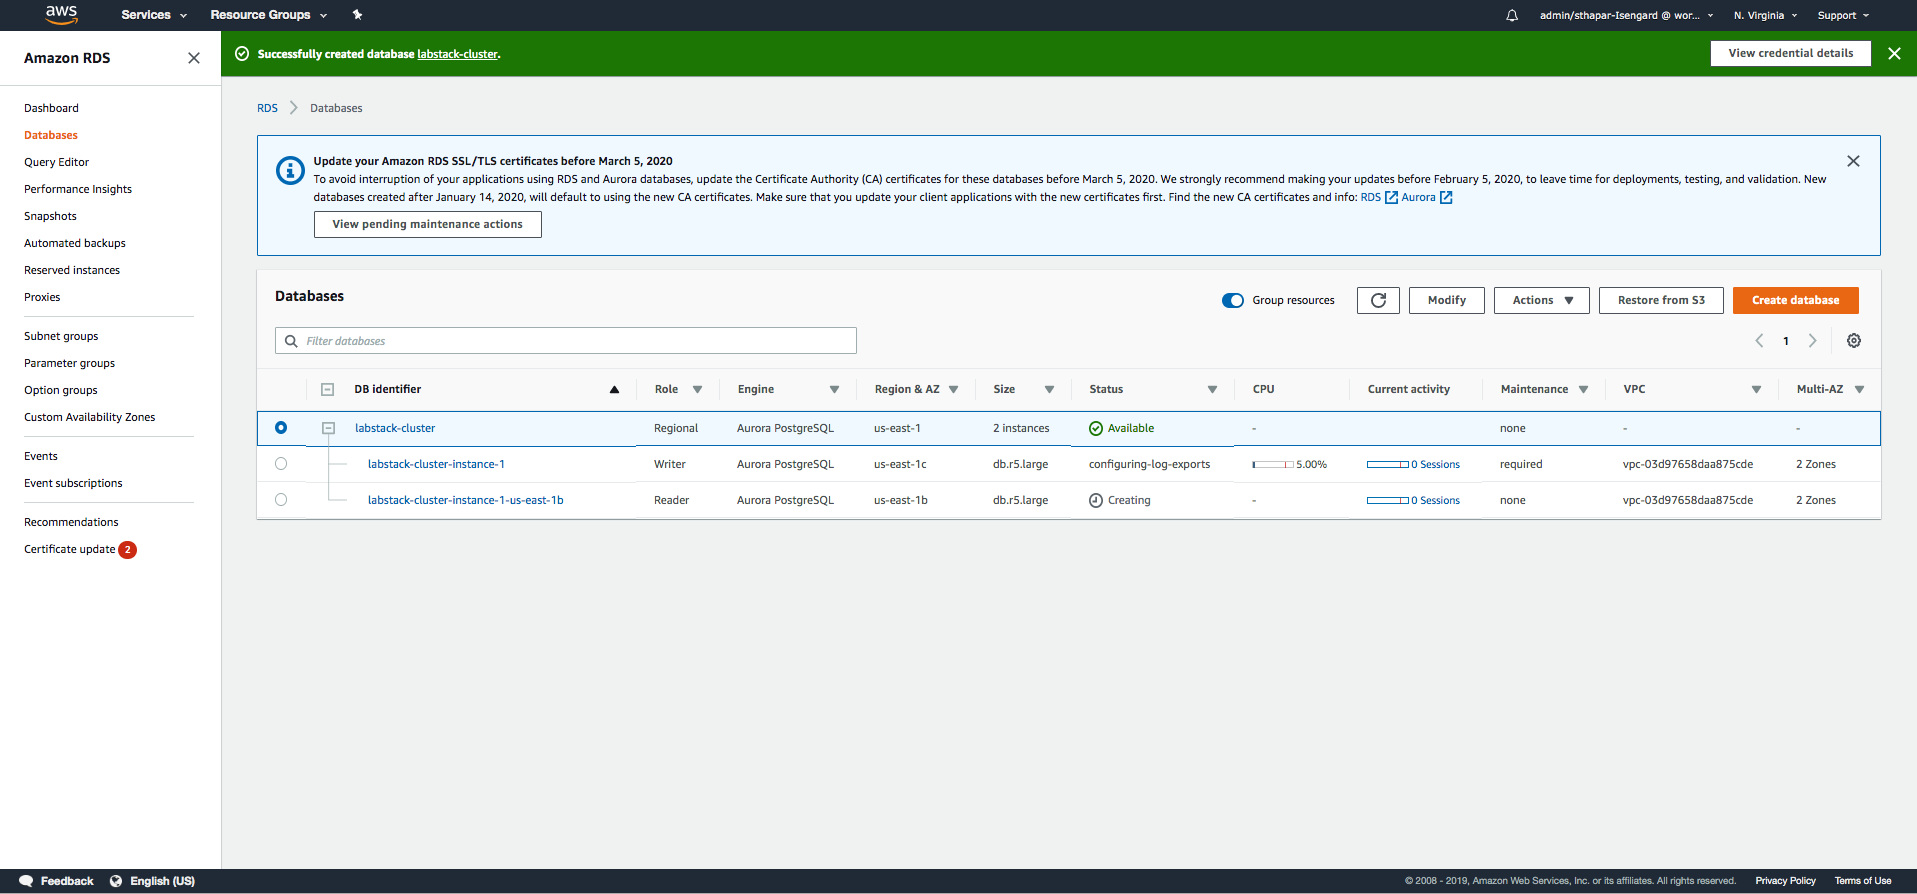 aws Services Resource Groups admin/sthapar-Isengard @ wor... N. Virginia Support
Amazon RDS
Dashboard
Databases
Query Editor
Performance Insights
Snapshots
Automated backups
Reserved instances
Proxies
Subnet groups
Parameter groups
Option groups
Custom Availability Zones
Events
Event subscriptions
Recommendations
Certificate update 2
Successfully created database labstack-cluster. View credential details
RDS Databases
Update your Amazon RDS SSL/TLS certificates before March 5, 2020
To avoid interruption of your applications using RDS and Aurora databases, update the Certificate Authority (CA) certificates for these databases before March 5, 2020. We strongly recommend making your updates before February 5, 2020, to leave time for deployments, testing, and validation. New
databases created after January 14, 2020, will default to using the new CA certificates. Make sure that you update your client applications with the new certificates first. Find the new CA certificates and info: RDS Aurora
View pending maintenance actions
Databases Group resources Modify Actions Restore from S3 Create database
Filter databases 1
DB identifier Role Engine Region & AZ Size Status CPU Current activity Maintenance VPC Multi-AZ
labstack-cluster Regional Aurora PostgreSQL us-east-1 2 instances Available - none - -
labstack-cluster-instance-1 Writer Aurora PostgreSQL us-east-1c db.r5.large configuring-log-exports 5.00% 0 Sessions required vpc-03d97658daa875cde 2 Zones
labstack-cluster-instance-1-us-east-1b Reader Aurora PostgreSQL us-east-1b db.r5.large Creating - 0 Sessions none vpc-03d97658daa875cde 2 Zones
Feedback English (US) © 2008 - 2019, Amazon Web Services, Inc. or its affiliates. All rights reserved. Privacy Policy Terms of Use